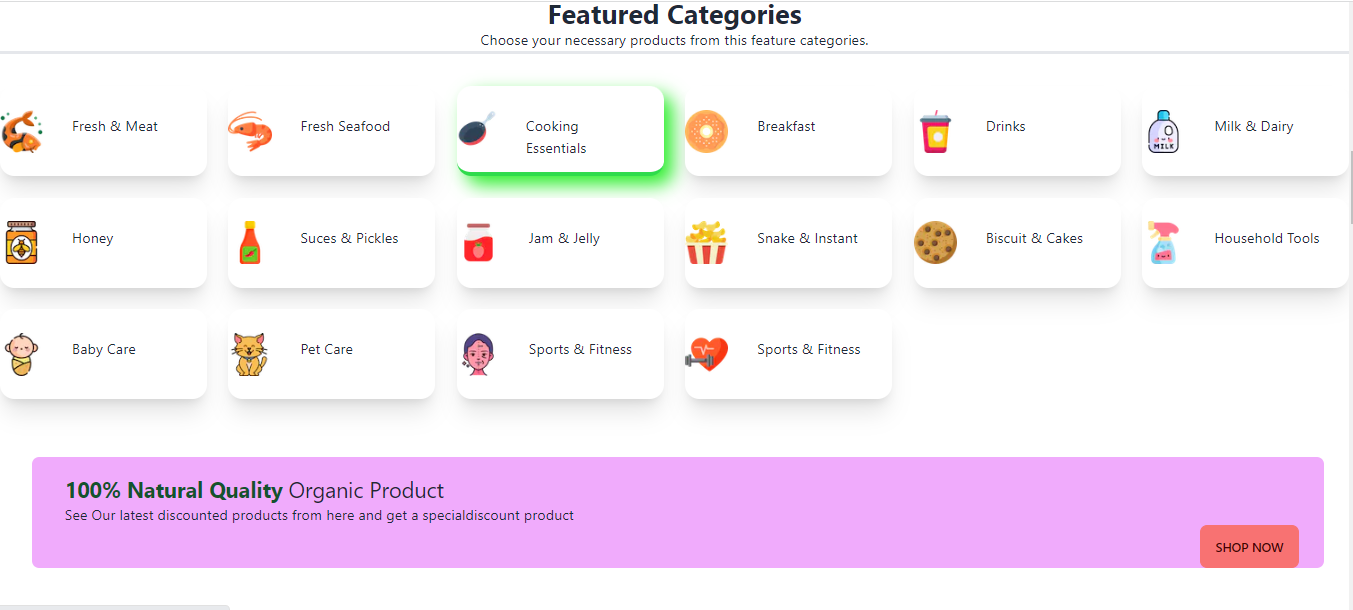 Featured Categories
Choose your necessary products from this feature categories.
Fresh & Meat
Fresh Seafood
Cooking
Essentials
Breakfast
Drinks
Milk & Dairy
MILK
Honey
Suces & Pickles
Jam & Jelly
Snake & Instant
Biscuit & Cakes
Household Tools
Baby Care
Pet Care
Sports & Fitness
Sports & Fitness
100% Natural Quality Organic Product
See Our latest discounted products from here and get a specialdiscount product
SHOP NOW